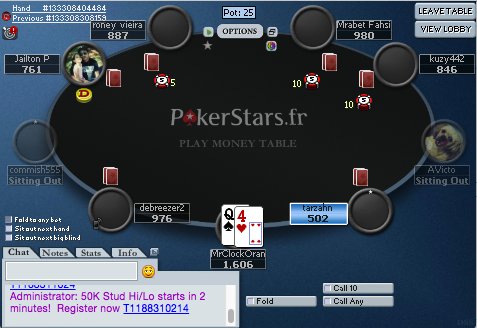 Hand #133308404484
Previous #133308308159
roney vieira
887
Pot: 25
OPTIONS
Mrabet Fahsi
980
LEAVE TABLE
VIEW LOBBY
Jailton P
761
5
10
10
kuzy442
846
D
PokerStars.fr
PLAY MONEY TABLE
commish555
Sitting Out
AVicto
Sitting Out
debreezer2
976
Q 4
tarzahn
502
MrClockOran
1,606
Fold to any bet
Sit out next hand
Sit out next big blind
Chat Notes Stats Info
T1188311624
Administrator: 50K Stud Hi/Lo starts in 2
minutes! Register now T1188310214
Fold
Call 10
Call Any